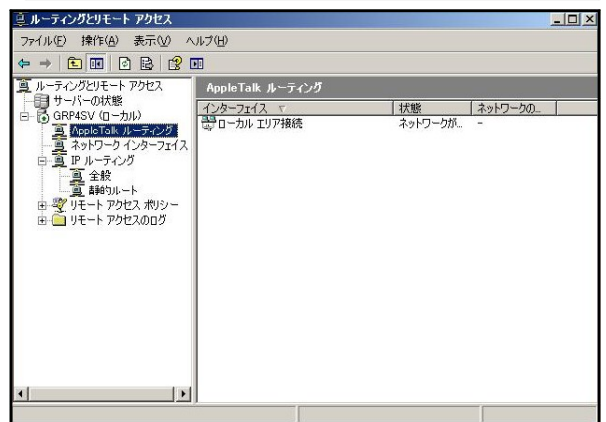 ルーティングとリモート アクセス
ファイル(F) 操作(A) 表示(V) ヘルプ(H)
ルーティングとリモート アクセス
サーバーの状態
GRP4SV (ローカル)
AppleTalk ルーティング
ネットワーク インターフェイス
IP ルーティング
全般
静的ルート
リモート アクセス ポリシー
リモート アクセスのログ
AppleTalk ルーティング
インターフェイス 状態 ネットワークの...
ローカル エリア接続 ネットワークが... -